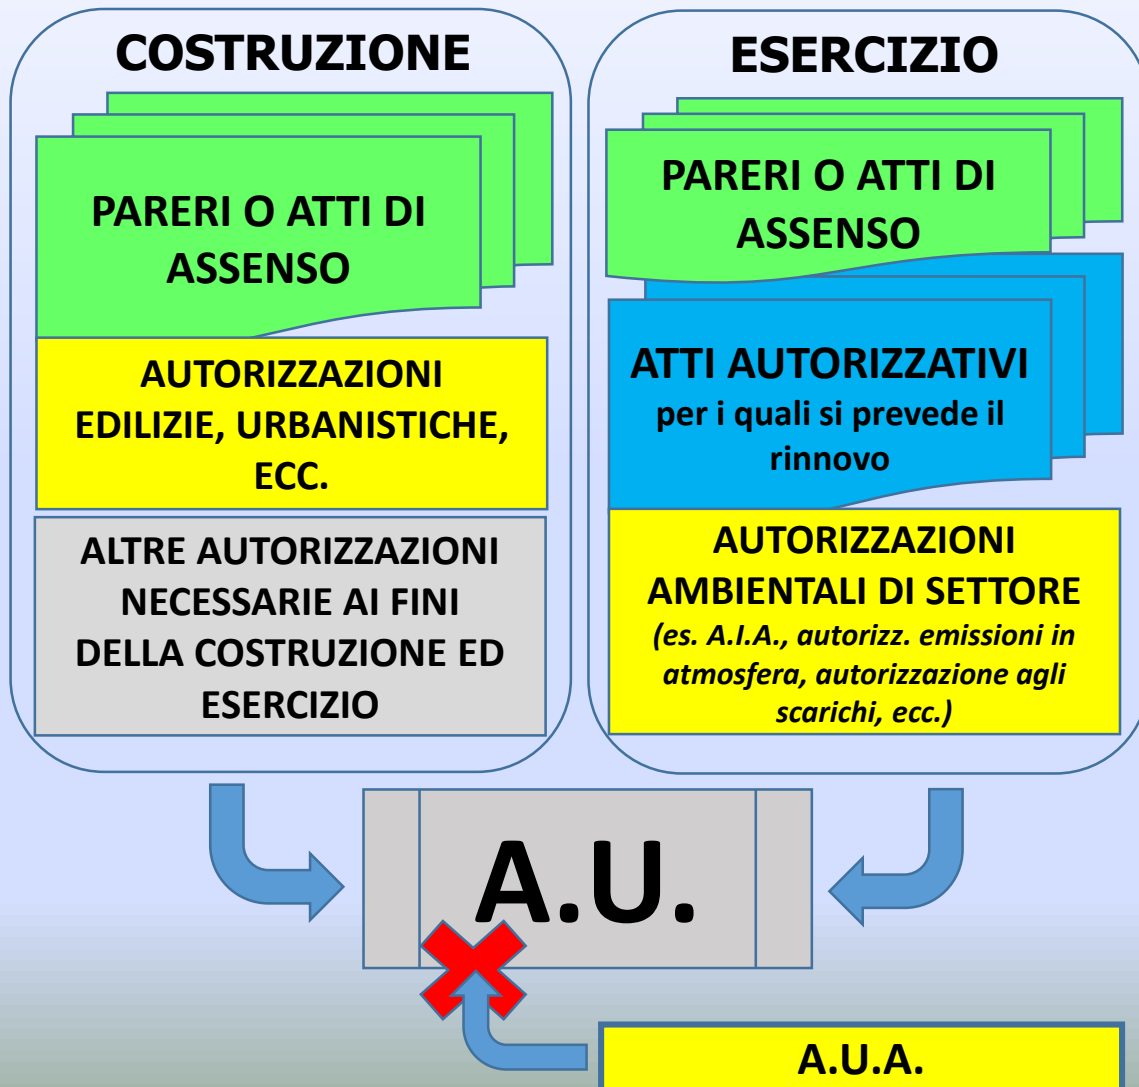 COSTRUZIONE
PARERI O ATTI DI
ASSENSO
AUTORIZZAZIONI
EDILIZIE, URBANISTICHE,
ECC.
ALTRE AUTORIZZAZIONI
NECESSARIE AI FINI
DELLA COSTRUZIONE ED
ESERCIZIO
ESERCIZIO
PARERI O ATTI DI
ASSENSO
ATTI AUTORIZZATIVI
per i quali si prevede il
rinnovo
AUTORIZZAZIONI
AMBIENTALI DI SETTORE
(es. A.I.A., autorizz. emissioni in
atmosfera, autorizzazione agli
scarichi, ecc.)
A.U.
A.U.A.